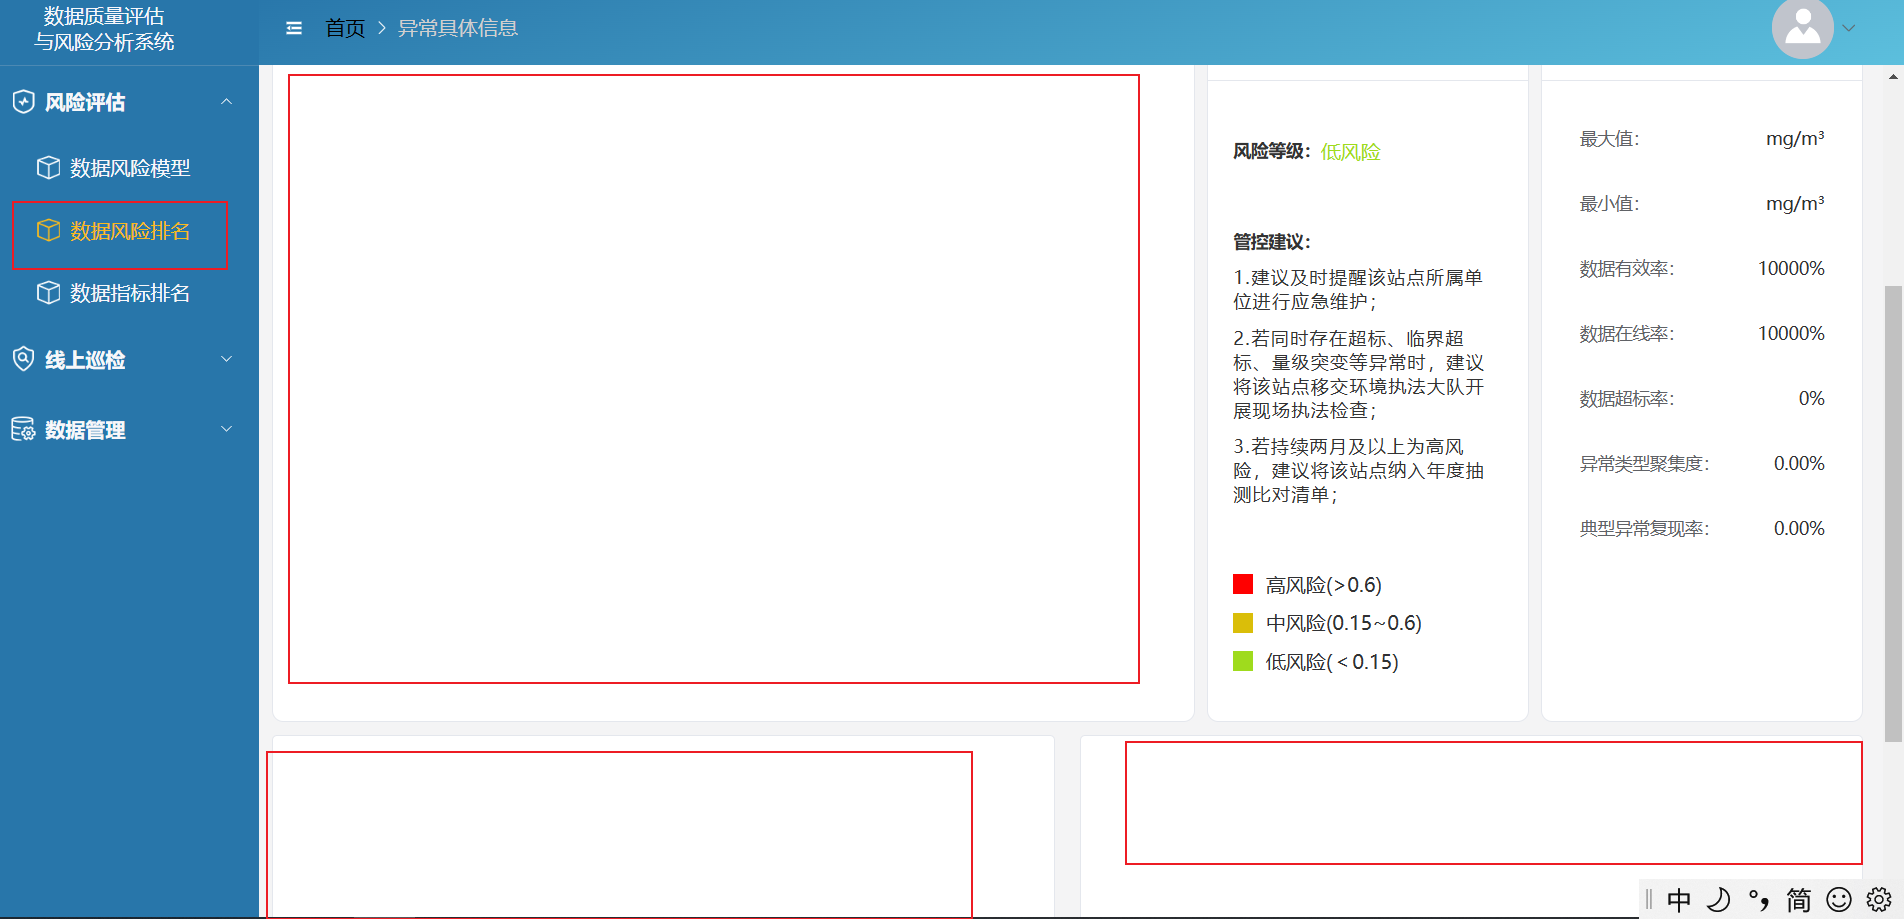 数据质量评估
与风险分析系统
首页 > 异常具体信息
风险评估
数据风险模型
数据风险排名
数据指标排名
线上巡检
数据管理
风险等级：低风险
管控建议：
1.建议及时提醒该站点所属单
位进行应急维护；
2.若同时存在超标、临界超
标、量级突变等异常时，建议
将该站点移交环境执法大队开
展现场执法检查；
3.若持续两月及以上为高风
险，建议将该站点纳入年度抽
测比对清单；
高风险(>0.6)
中风险(0.15~0.6)
低风险(＜0.15)
最大值： mg/m³
最小值： mg/m³
数据有效率： 10000%
数据在线率： 10000%
数据超标率： 0%
异常类型聚集度： 0.00%
典型异常复现率： 0.00%
中 °, 简